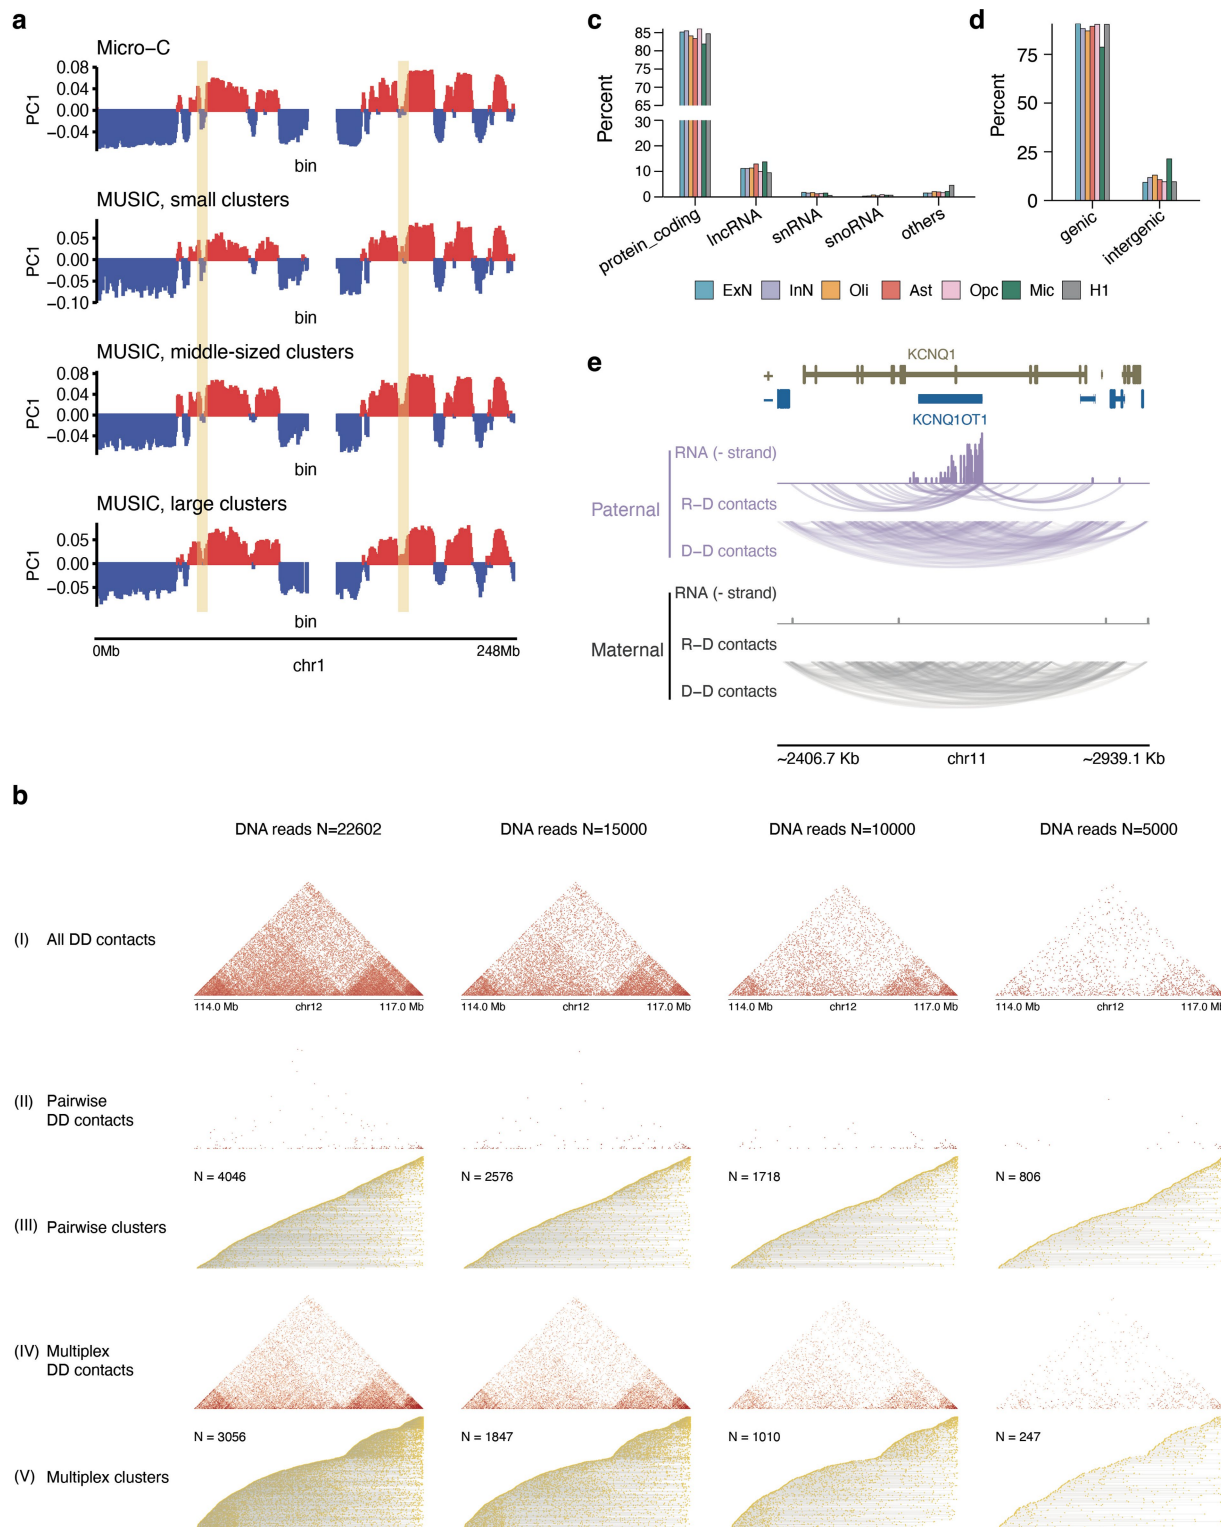 a
Micro-C
0.08
0.04
0.00
−0.04
PC1
bin
MUSIC, small clusters
0.05
0.00
−0.05
−0.10
PC1
bin
MUSIC, middle-sized clusters
0.08
0.04
0.00
−0.04
PC1
bin
MUSIC, large clusters
0.05
0.00
−0.05
PC1
bin
0Mb
248Mb
chr1
c
85
80
75
70
65
30
20
10
0
Percent
protein_coding
lncRNA
snRNA
snoRNA
others
d
75
50
25
0
Percent
genic
intergenic
ExN InN Oli Ast Opc Mic H1
e
KCNQ1
+
−
KCNQ1OT1
RNA (- strand)
Paternal
R−D contacts
D−D contacts
RNA (- strand)
Maternal
R−D contacts
D−D contacts
~2406.7 Kb chr11 ~2939.1 Kb
b
DNA reads N=22602 DNA reads N=15000 DNA reads N=10000 DNA reads N=5000
(I) All DD contacts
114.0 Mb chr12 117.0 Mb 114.0 Mb chr12 117.0 Mb 114.0 Mb chr12 117.0 Mb 114.0 Mb chr12 117.0 Mb
(II) Pairwise
DD contacts
N = 4046 N = 2576 N = 1718 N = 806
(III) Pairwise clusters
(IV) Multiplex
DD contacts
N = 3056 N = 1847 N = 1010 N = 247
(V) Multiplex clusters